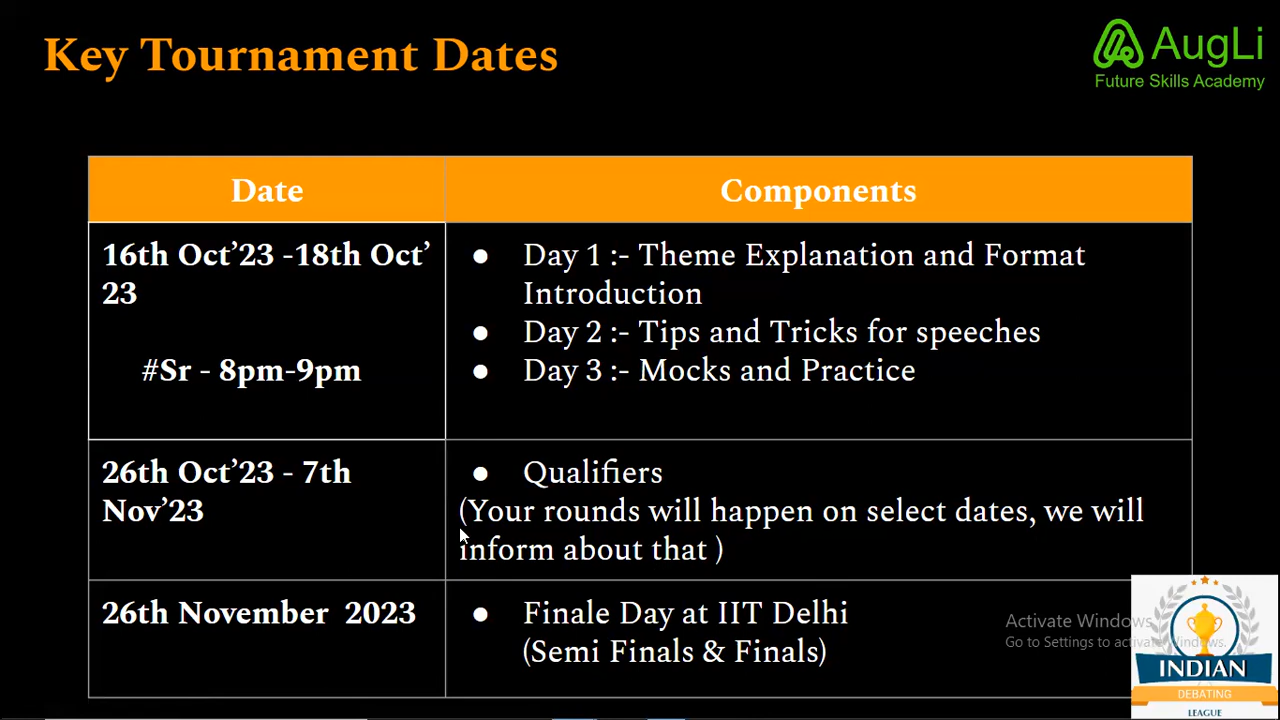 Key Tournament Dates
AugLi
Future Skills Academy
Date
Components
16th Oct’23 -18th Oct’
23
#Sr - 8pm-9pm
● Day 1 :- Theme Explanation and Format
Introduction
● Day 2 :- Tips and Tricks for speeches
● Day 3 :- Mocks and Practice
26th Oct’23 - 7th
Nov’23
● Qualifiers
(Your rounds will happen on select dates, we will
inform about that )
26th November 2023
● Finale Day at IIT Delhi
(Semi Finals & Finals)
Activate Windows
Go to Settings to activate Windows.
INDIAN
DEBATING
LEAGUE